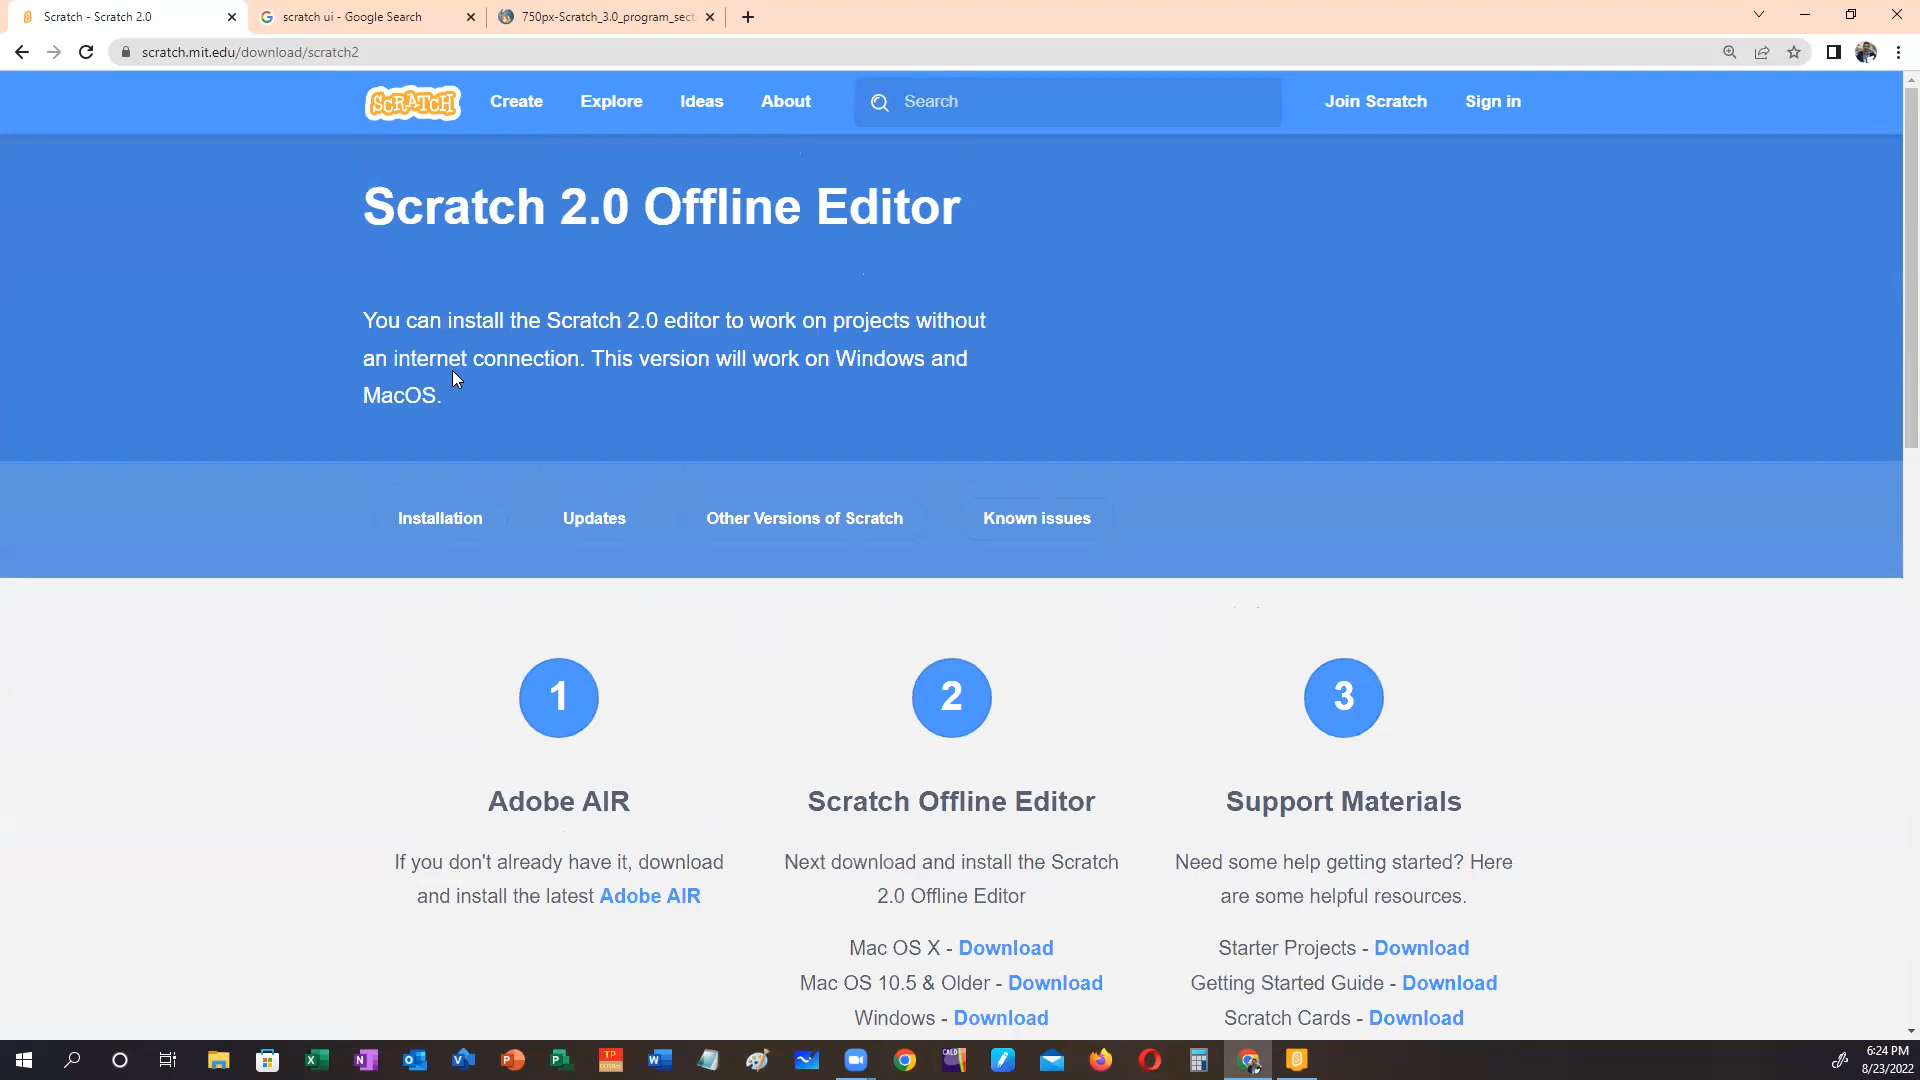 Scratch - Scratch 2.0
scratch ui - Google Search
750px-Scratch_3.0_program_sect
scratch.mit.edu/download/scratch2
SCRATCH
Create
Explore
Ideas
About
Search
Join Scratch
Sign in
Scratch 2.0 Offline Editor
You can install the Scratch 2.0 editor to work on projects without
an internet connection. This version will work on Windows and
MacOS.
Installation
Updates
Other Versions of Scratch
Known issues
1
Adobe AIR
If you don't already have it, download
and install the latest Adobe AIR
2
Scratch Offline Editor
Next download and install the Scratch
2.0 Offline Editor
Mac OS X - Download
Mac OS 10.5 & Older - Download
Windows - Download
3
Support Materials
Need some help getting started? Here
are some helpful resources.
Starter Projects - Download
Getting Started Guide - Download
Scratch Cards - Download
6:24 PM
8/23/2022